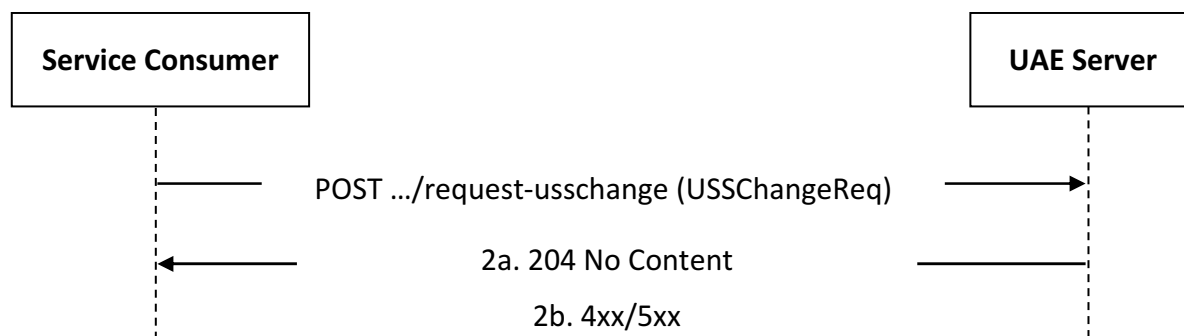 Service Consumer
UAE Server
POST .../request-usschange (USSChangeReq)
2a. 204 No Content
2b. 4xx/5xx